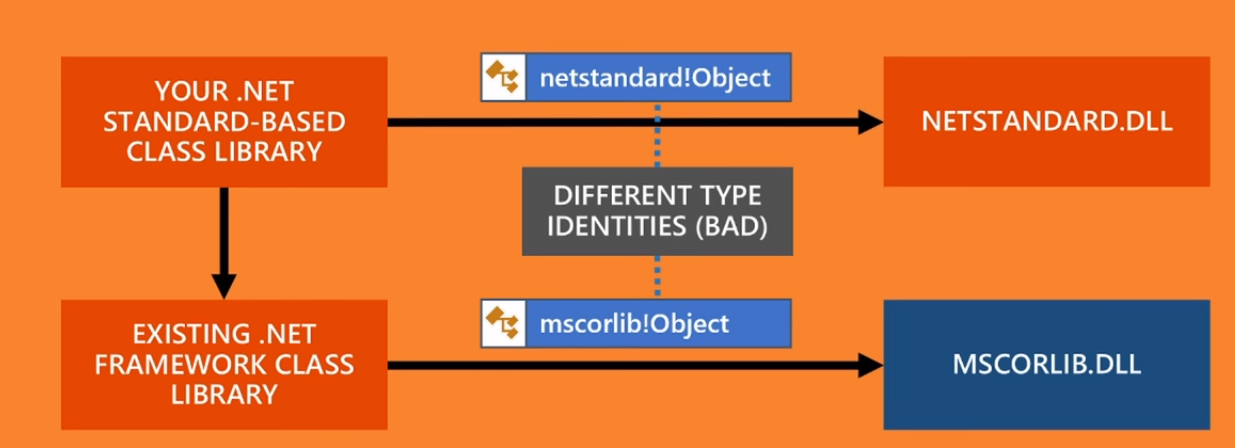 YOUR .NET
STANDARD-BASED
CLASS LIBRARY
netstandard!Object
NETSTANDARD.DLL
DIFFERENT TYPE
IDENTITIES (BAD)
EXISTING .NET
FRAMEWORK CLASS
LIBRARY
mscorlib!Object
MSCORLIB.DLL